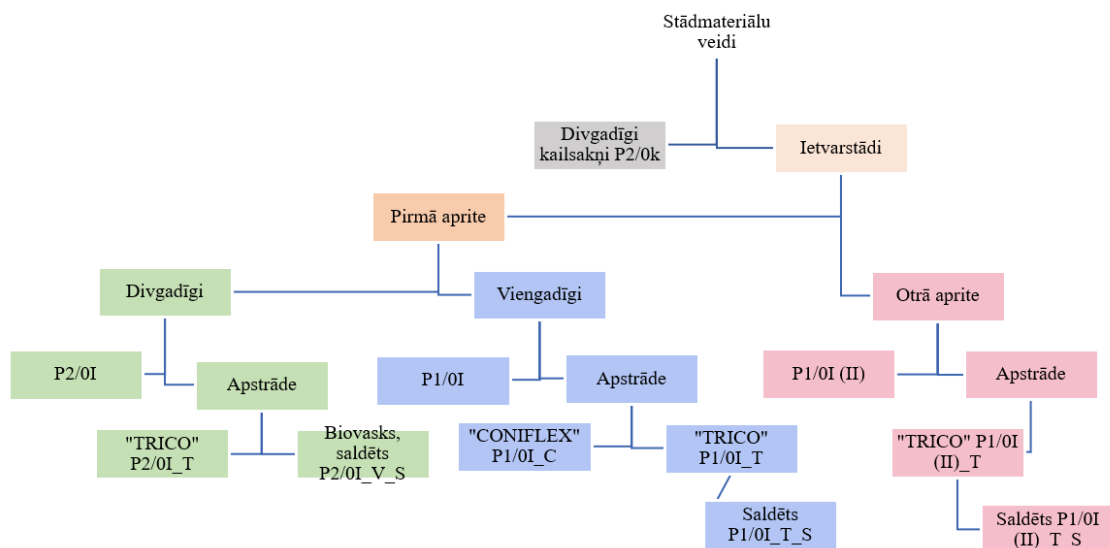 Stādmateriālu
veidi
Divgadīgi
kailsakņi P2/0k
Ietvarstādi
Pirmā aprite
Divgadīgi
Viengadīgi
Otrā aprite
P2/0I
Apstrāde
P1/0I
Apstrāde
P1/0I (II)
Apstrāde
"TRICO"
P2/0I_T
Biovasks,
saldēts
P2/0I_V_S
"CONIFLEX"
P1/0I_C
"TRICO"
P1/0I_T
"TRICO" P1/0I
(II)_T
Saldēts
P1/0I_T_S
Saldēts P1/0I
(II)_T_S